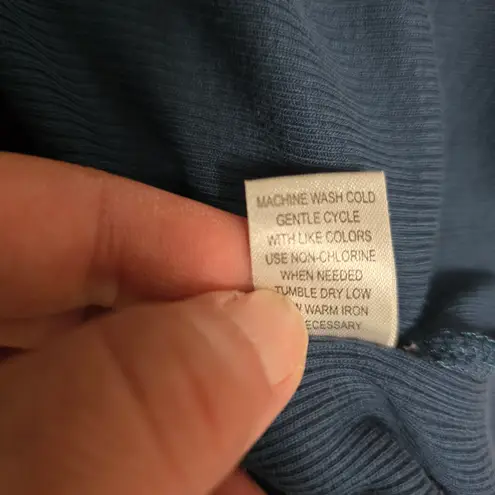 MACHINE WASH COLD
GENTLE CYCLE
WITH LIKE COLORS
USE NON-CHLORINE
WHEN NEEDED
TUMBLE DRY LOW
WARM IRON